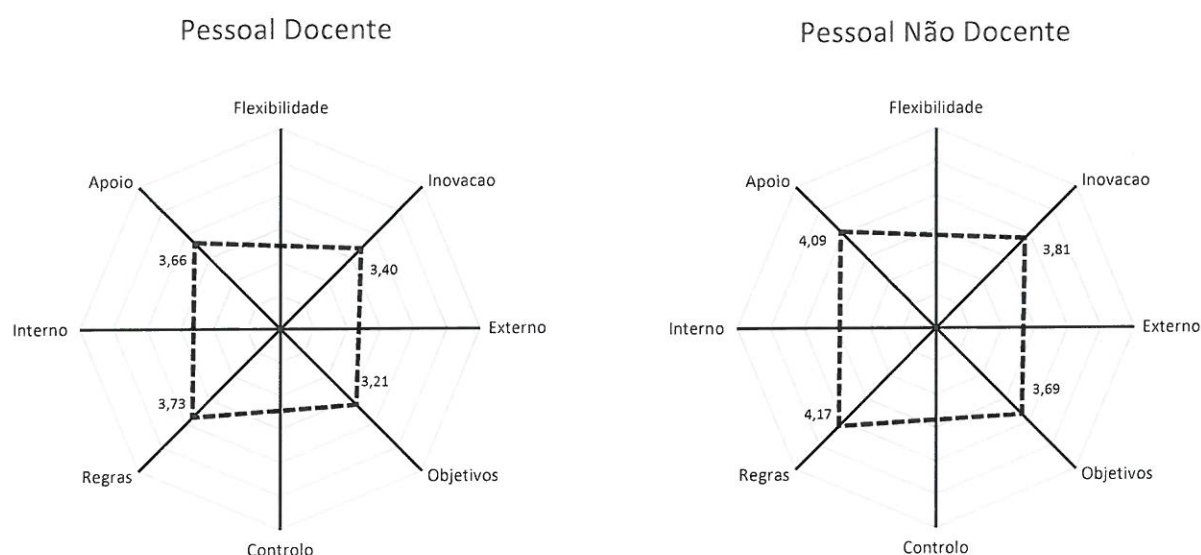 Pessoal Docente
Flexibilidade
Apoio
Inovacao
3,66
3,40
Interno
Externo
3,73
3,21
Regras
Objetivos
Controlo
Pessoal Não Docente
Flexibilidade
Apoio
Inovacao
4,09
3,81
Interno
Externo
4,17
3,69
Regras
Objetivos
Controlo